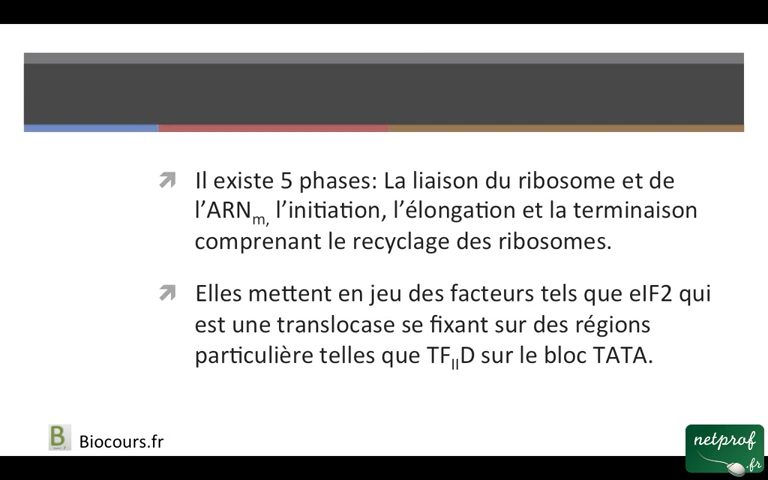 Il existe 5 phases: La liaison du ribosome et de
l’ARNm, l’initiation, l’élongation et la terminaison
comprenant le recyclage des ribosomes.
Elles mettent en jeu des facteurs tels que eIF2 qui
est une translocase se fixant sur des régions
particulière telles que TFIID sur le bloc TATA.
B
Biocours.fr
netprof
.fr